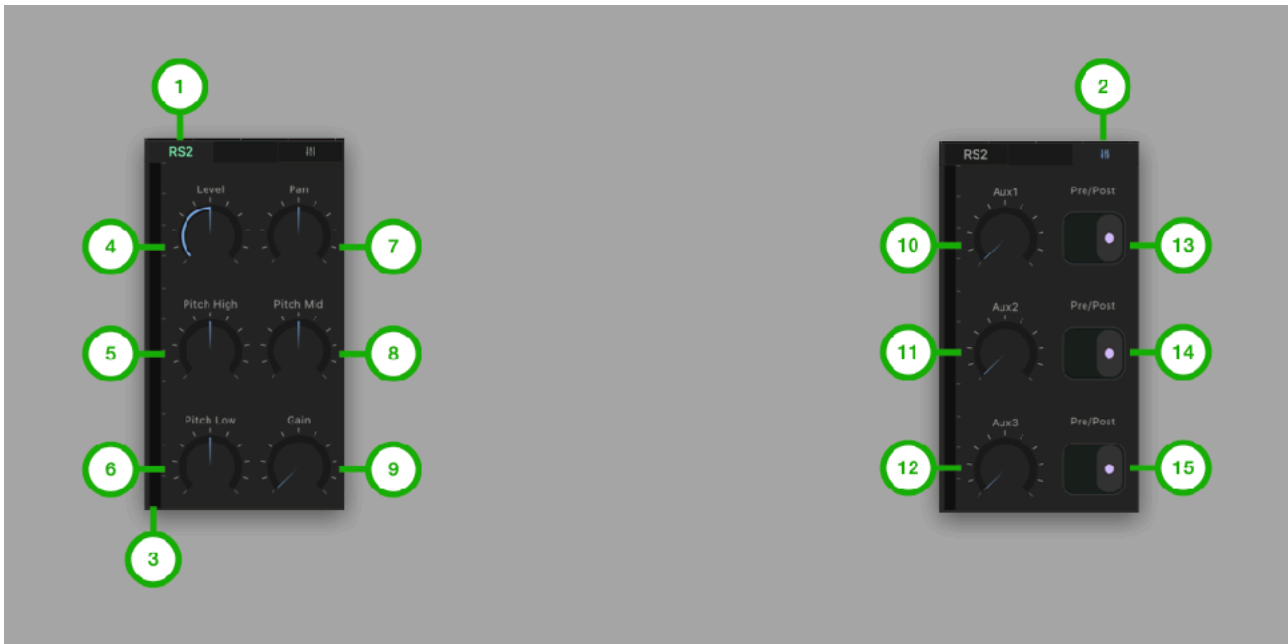 1
2
RS2
RS2
Level Pan
Aux1 Pre/Post
4
7
10
13
Pitch High Pitch Mid
Aux2 Pre/Post
5
8
11
14
Pitch Low Gain
Aux3 Pre/Post
6
9
12
15
3